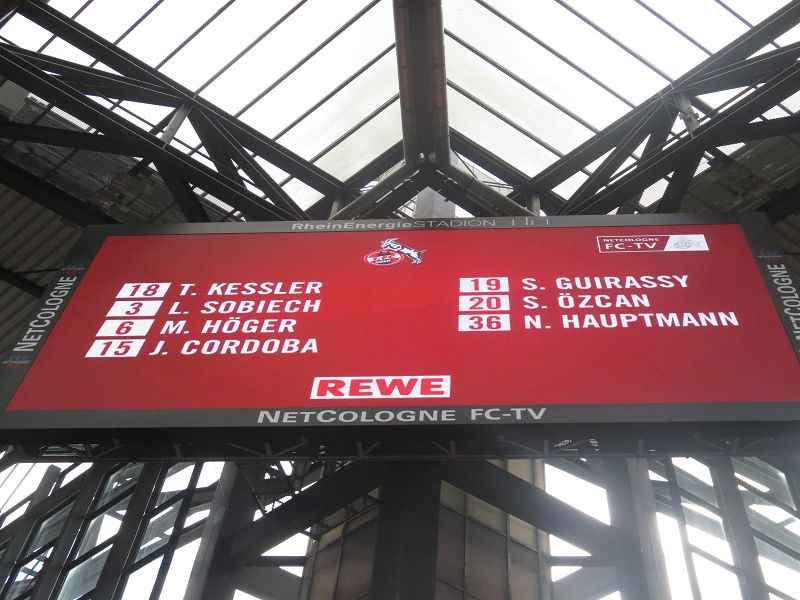 RheinEnergieSTADION
NETCOLOGNE
FC-TV
18 T. KESSLER
3 L. SOBIECH
6 M. HÖGER
15 J. CORDOBA
19 S. GUIRASSY
20 S. ÖZCAN
36 N. HAUPTMANN
REWE
NETCOLOGNE FC-TV
NETCOLOGNE
NETCOLOGNE